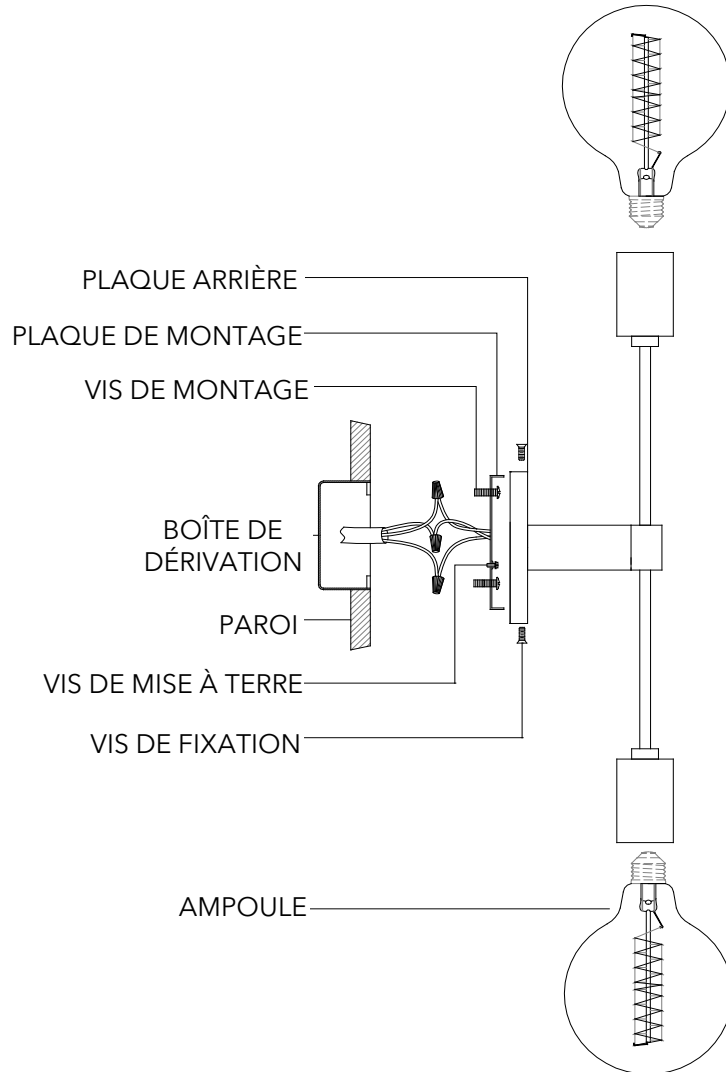 PLAQUE ARRIÈRE
PLAQUE DE MONTAGE
VIS DE MONTAGE
BOÎTE DE
DÉRIVATION
PAROI
VIS DE MISE À TERRE
VIS DE FIXATION
AMPOULE